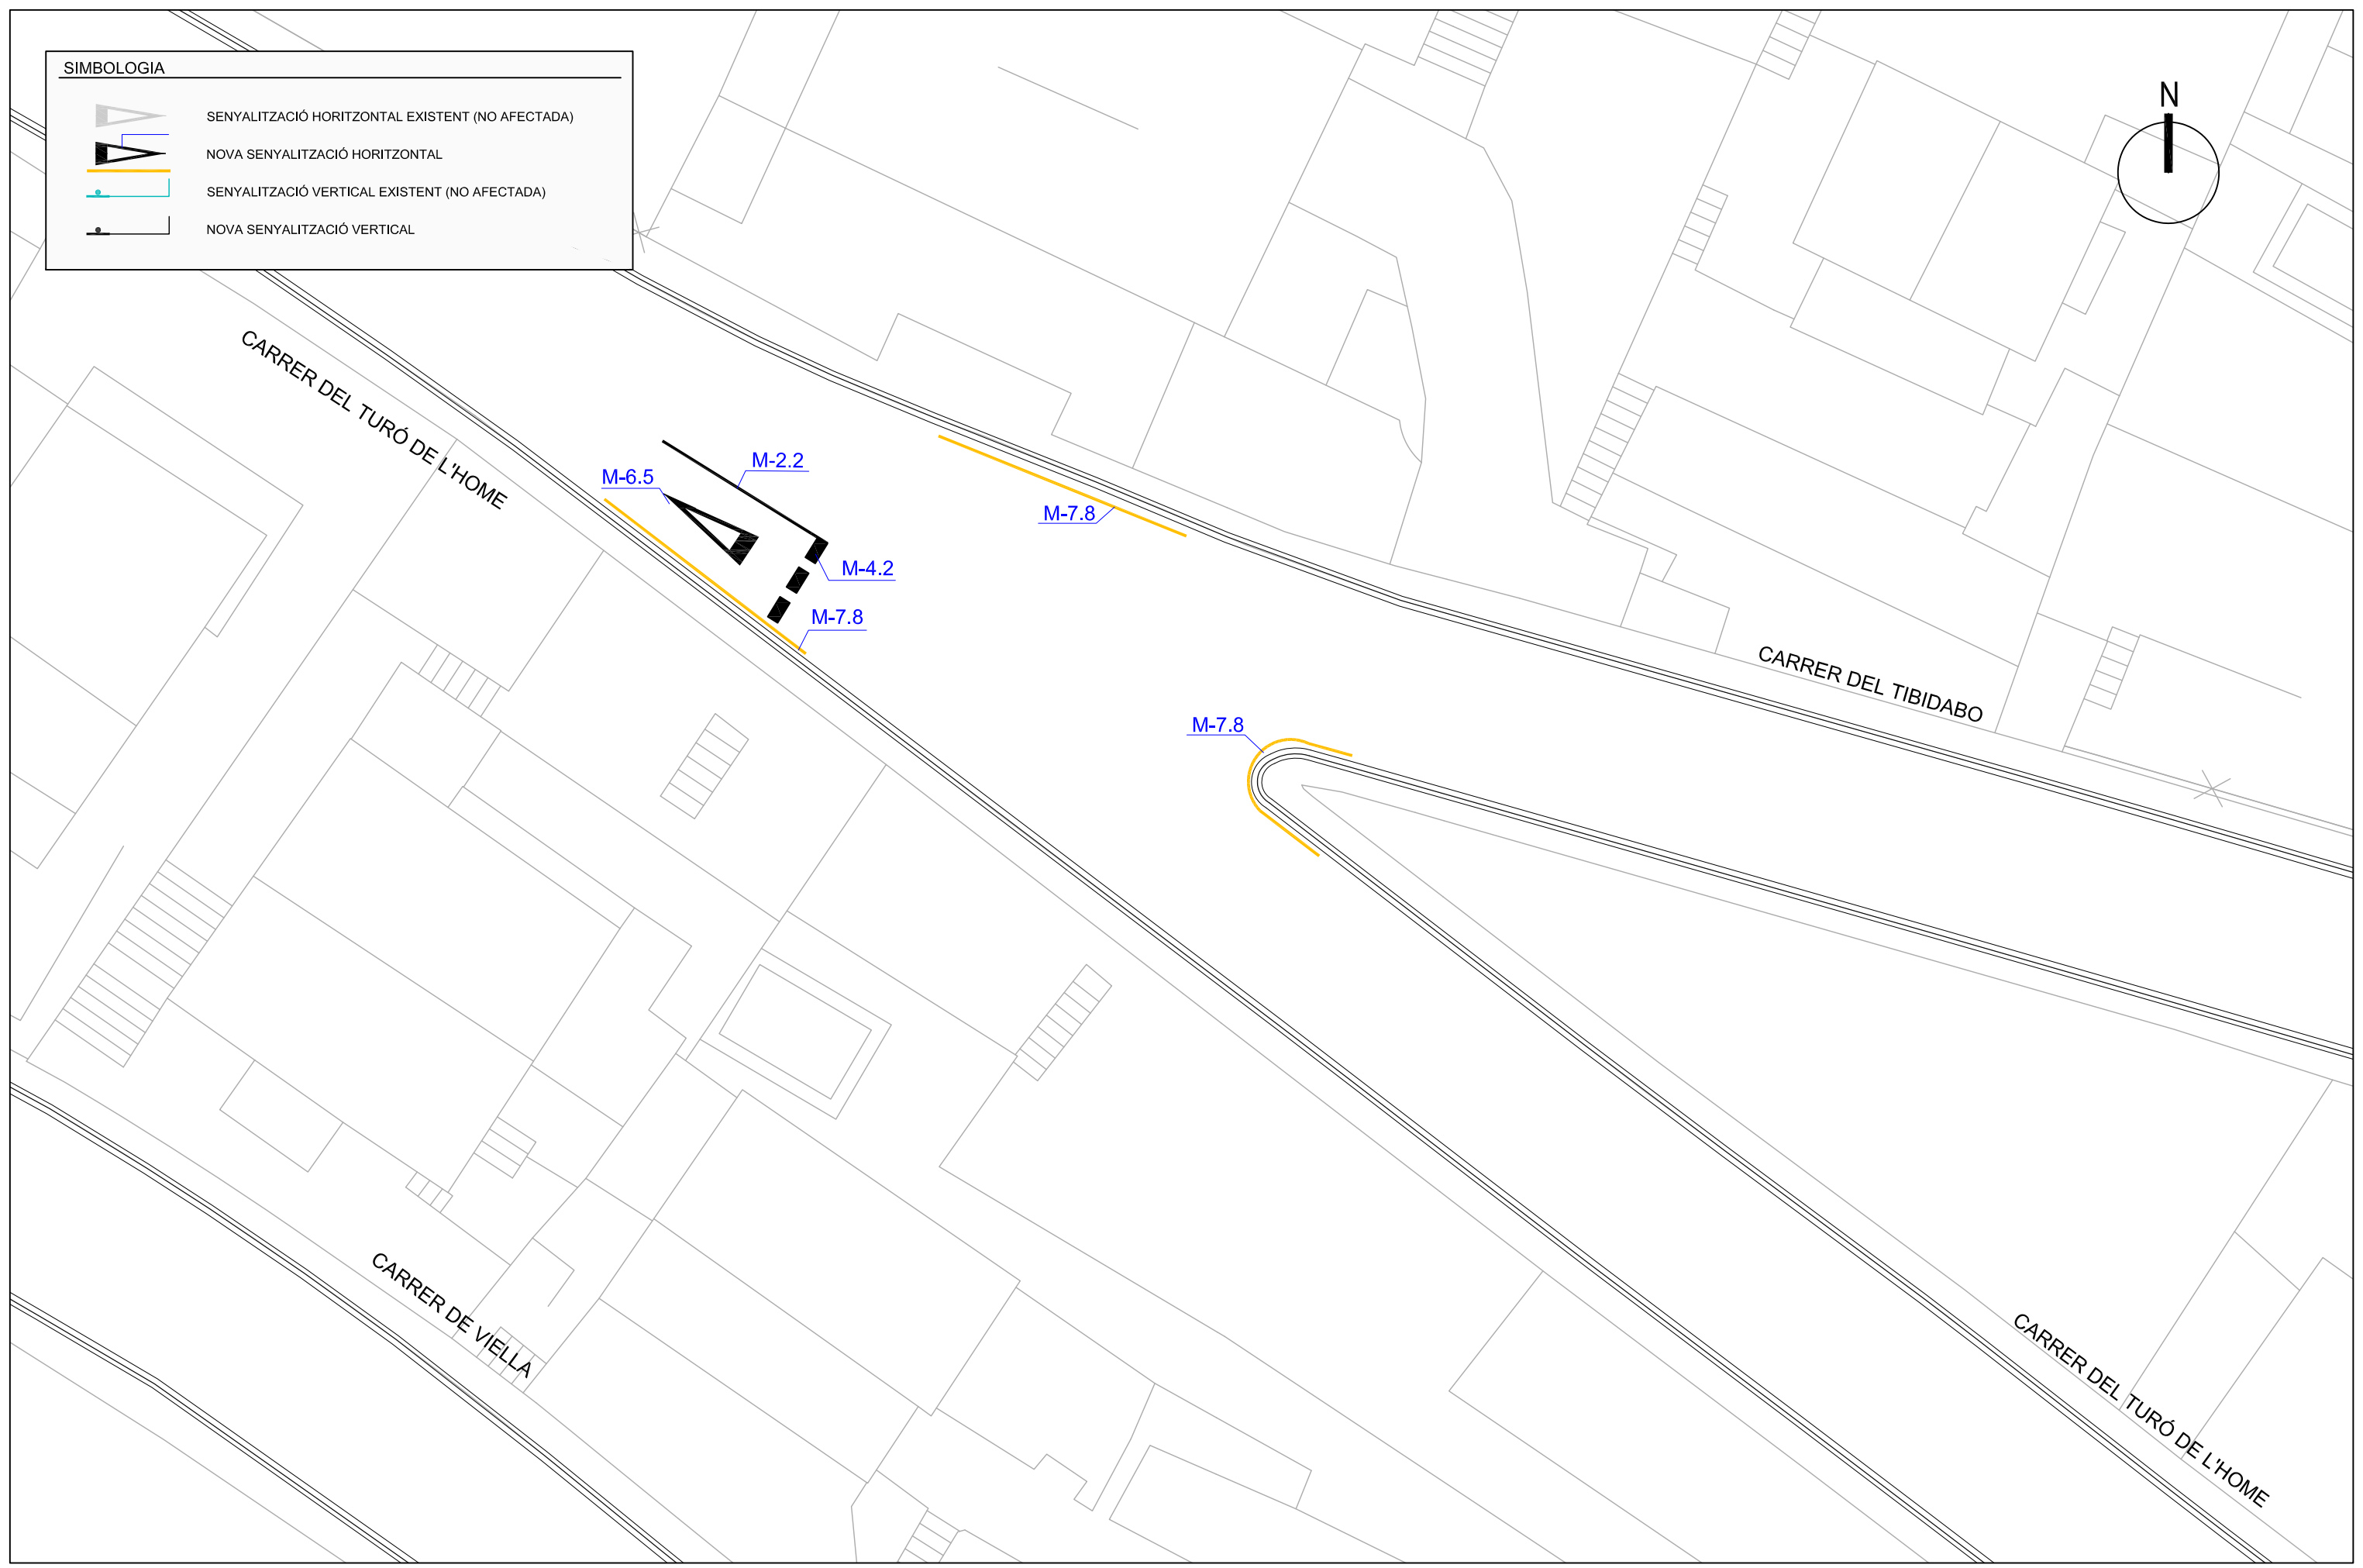 SIMBOLOGIA
SENYALITZACIÓ HORITZONTAL EXISTENT (NO AFECTADA)
NOVA SENYALITZACIÓ HORITZONTAL
SENYALITZACIÓ VERTICAL EXISTENT (NO AFECTADA)
NOVA SENYALITZACIÓ VERTICAL
N
CARRER DEL TURÓ DE L'HOME
M-2.2
M-6.5
M-7.8
M-4.2
M-7.8
CARRER DEL TIBIDABO
M-7.8
CARRER DE VIELLA
CARRER DEL TURÓ DE L'HOME